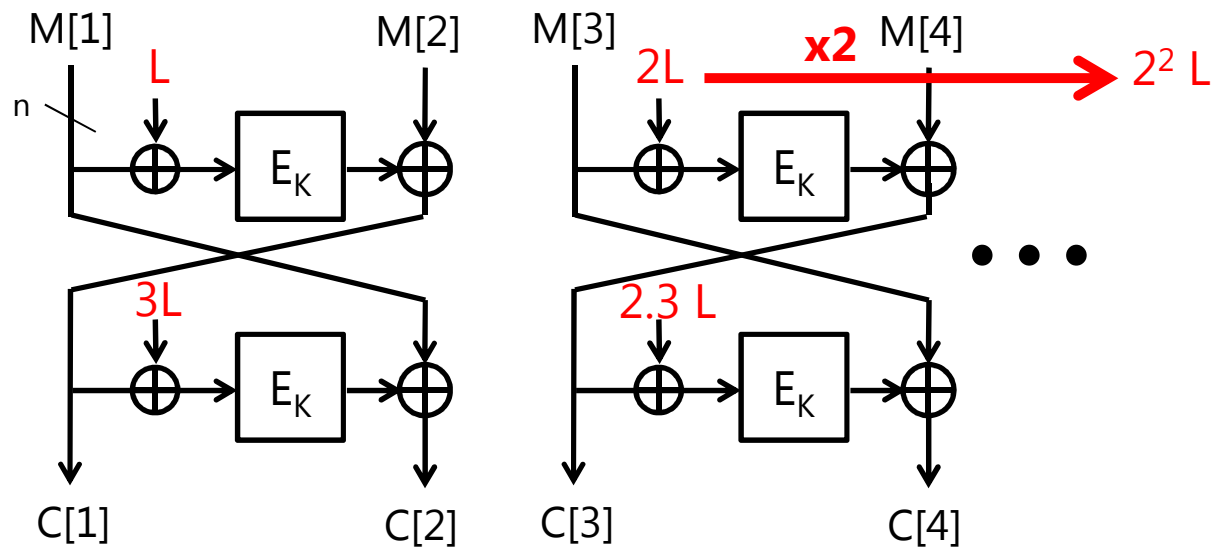 M[1] M[2] M[3] M[4]
L 2L x2 2² L
n
E_K E_K
3L 2.3 L
E_K E_K
C[1] C[2] C[3] C[4]